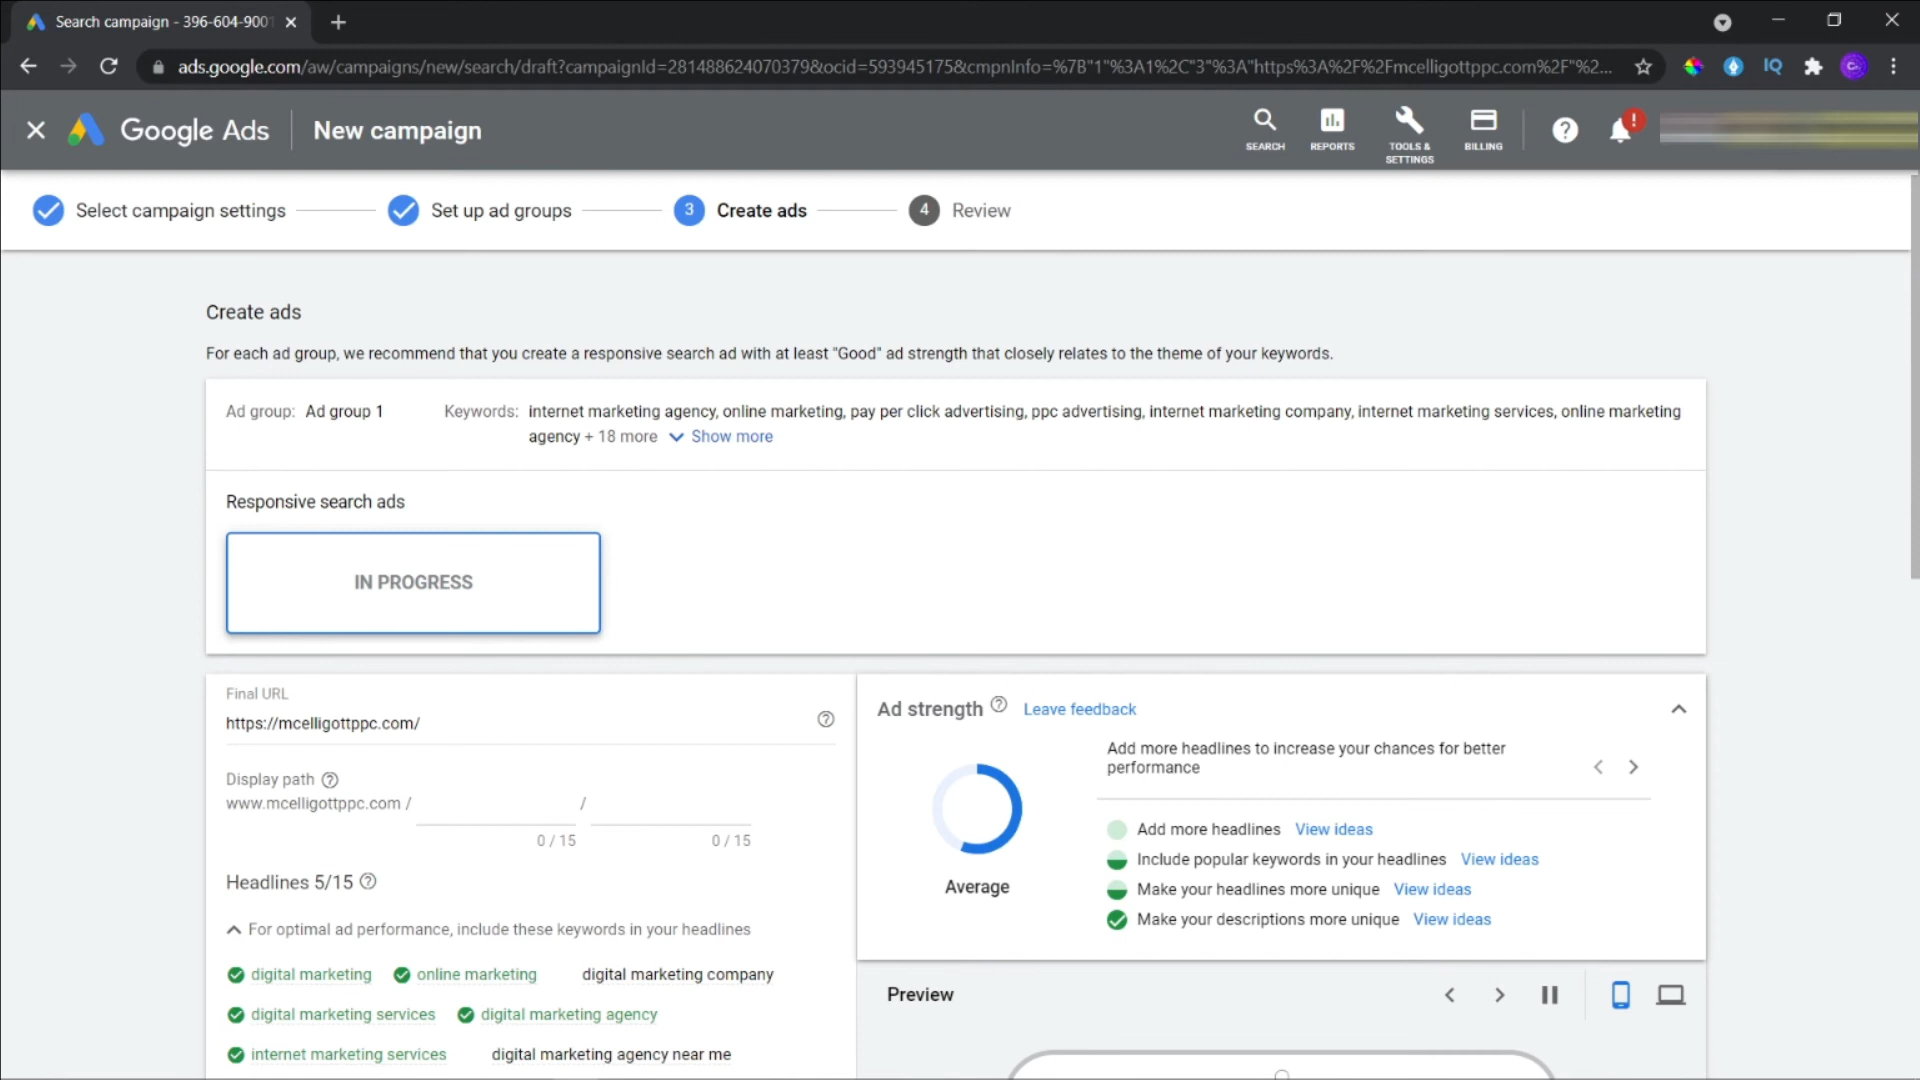 Search campaign - 396-604-9001
ads.google.com/aw/campaigns/new/search/draft?campaignId=281488624070379&ocid=593945175&cmpnInfo=%7B"1"%3A1%2C"3"%3A"https%3A%2F%2Fmcelligottppc.com%2F"%2...
IQ
C-
Google Ads
New campaign
SEARCH
REPORTS
TOOLS & SETTINGS
BILLING
?
!
Select campaign settings
Set up ad groups
3 Create ads
4 Review
Create ads
For each ad group, we recommend that you create a responsive search ad with at least "Good" ad strength that closely relates to the theme of your keywords.
Ad group: Ad group 1
Keywords: internet marketing agency, online marketing, pay per click advertising, ppc advertising, internet marketing company, internet marketing services, online marketing
agency + 18 more Show more
Responsive search ads
IN PROGRESS
Final URL
https://mcelligottppc.com/
Display path
www.mcelligottppc.com / /
0 / 15 0 / 15
Headlines 5/15
For optimal ad performance, include these keywords in your headlines
digital marketing online marketing digital marketing company
digital marketing services digital marketing agency
internet marketing services digital marketing agency near me
Ad strength Leave feedback
Average
Add more headlines to increase your chances for better
performance
Add more headlines View ideas
Include popular keywords in your headlines View ideas
Make your headlines more unique View ideas
Make your descriptions more unique View ideas
Preview